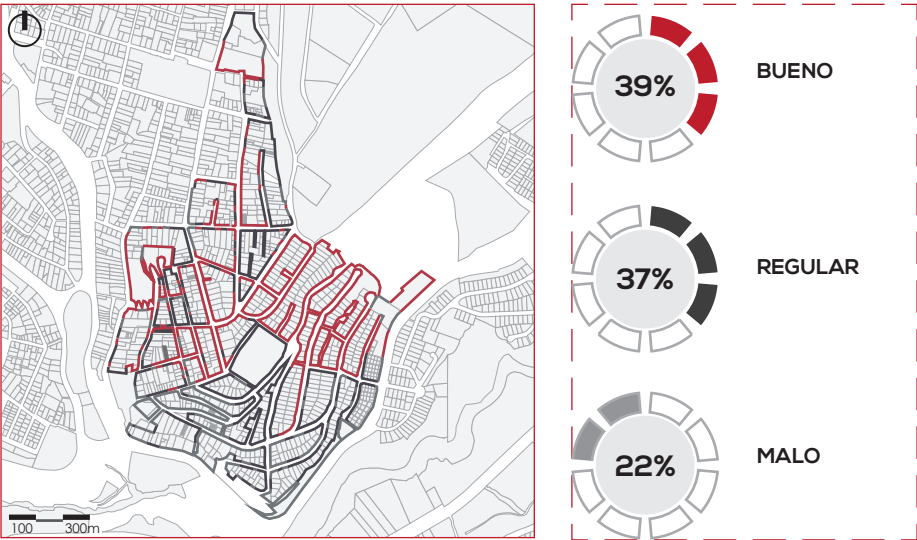 39%
BUENO
37%
REGULAR
22%
MALO
100 300m